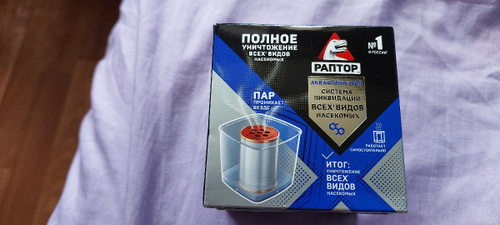 ПОЛНОЕ
УНИЧТОЖЕНИЕ
ВСЕХ* ВИДОВ
НАСЕКОМЫХ
№1
В РОССИИ*
РАПТОР
СИСТЕМА
ЛИКВИДАЦИИ
ВСЕХ* ВИДОВ
НАСЕКОМЫХ
ПАР
ПРОНИКАЕТ
ВЕЗДЕ
РАБОТАЕТ
САМОСТОЯТЕЛЬНО
ИТОГ:
УНИЧТОЖЕНИЕ
ВСЕХ
ВИДОВ
НАСЕКОМЫХ